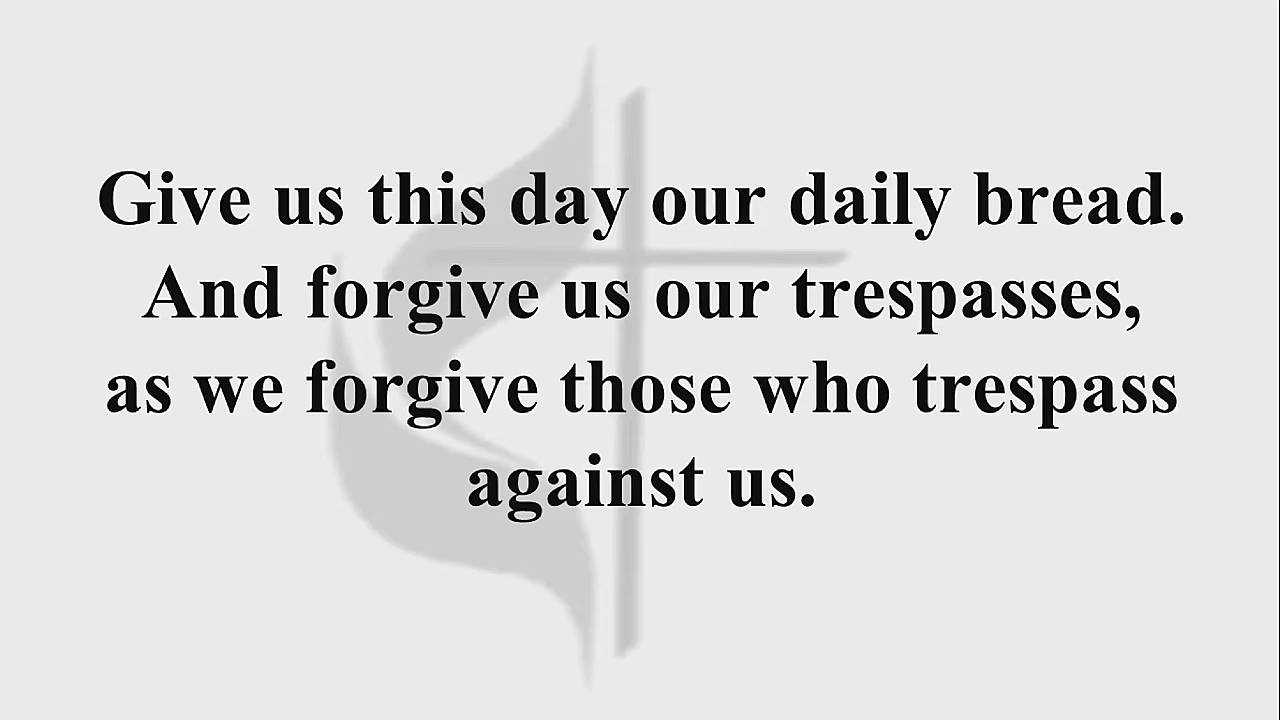 Give us this day our daily bread.
And forgive us our trespasses,
as we forgive those who trespass
against us.